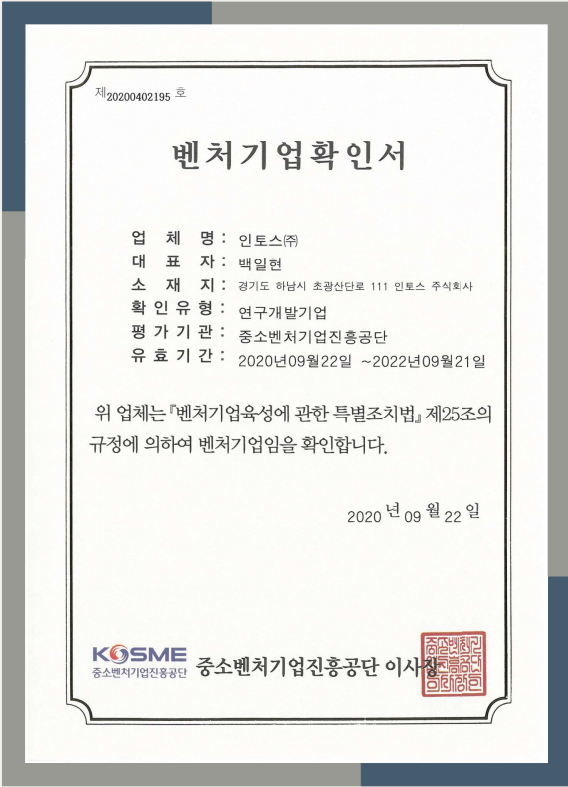 제20200402195 호
벤처기업확인서
업 체 명 : 인토스㈜
대 표 자 : 백일현
소 재 지 : 경기도 하남시 초광산단로 111 인토스 주식회사
확인유형 : 연구개발기업
평가기관 : 중소벤처기업진흥공단
유효기간 : 2020년09월22일 ~2022년09월21일
위 업체는『벤처기업육성에 관한 특별조치법』제25조의
규정에 의하여 벤처기업임을 확인합니다.
2020 년 09 월 22 일
KOSME
중소벤처기업진흥공단
중소벤처기업진흥공단 이사장